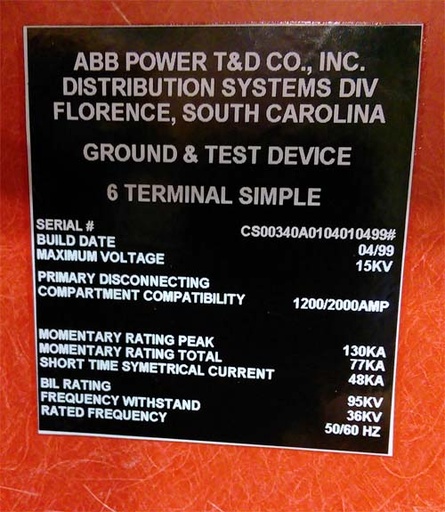 ABB POWER T&D CO., INC.
DISTRIBUTION SYSTEMS DIV
FLORENCE, SOUTH CAROLINA
GROUND & TEST DEVICE
6 TERMINAL SIMPLE
SERIAL # CS00340A0104010499#
BUILD DATE 04/99
MAXIMUM VOLTAGE 15KV
PRIMARY DISCONNECTING
COMPARTMENT COMPATIBILITY 1200/2000AMP
MOMENTARY RATING PEAK 130KA
MOMENTARY RATING TOTAL 77KA
SHORT TIME SYMETRICAL CURRENT 48KA
BIL RATING 95KV
FREQUENCY WITHSTAND 36KV
RATED FREQUENCY 50/60 HZ